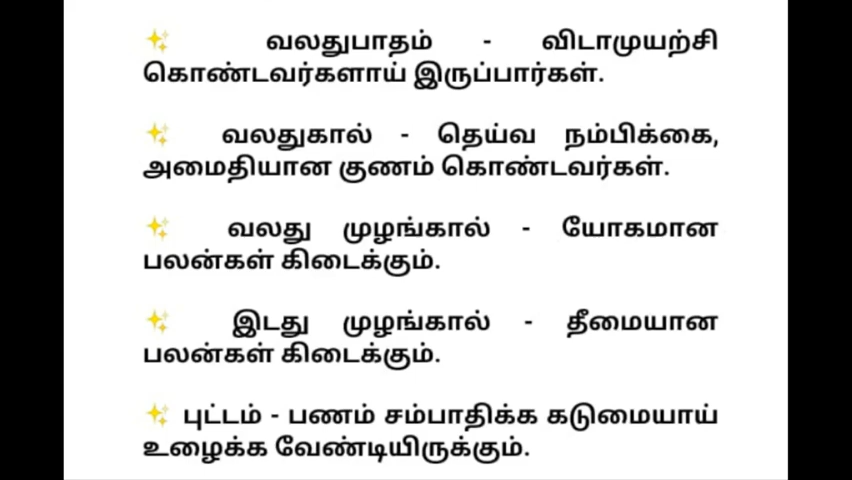 ✨ வலதுபாதம் - விடாமுயற்சி
கொண்டவர்களாய் இருப்பார்கள்.
✨ வலதுகால் - தெய்வ நம்பிக்கை,
அமைதியான குணம் கொண்டவர்கள்.
✨ வலது முழங்கால் - யோகமான
பலன்கள் கிடைக்கும்.
✨ இடது முழங்கால் - தீமையான
பலன்கள் கிடைக்கும்.
✨ புட்டம் - பணம் சம்பாதிக்க கடுமையாய்
உழைக்க வேண்டியிருக்கும்.